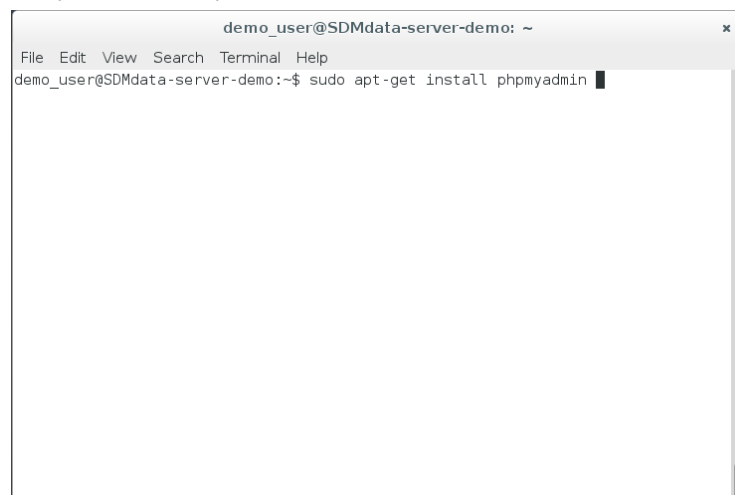 demo_user@SDMdata-server-demo: ~ ×
File Edit View Search Terminal Help
demo_user@SDMdata-server-demo:~$ sudo apt-get install phpmyadmin